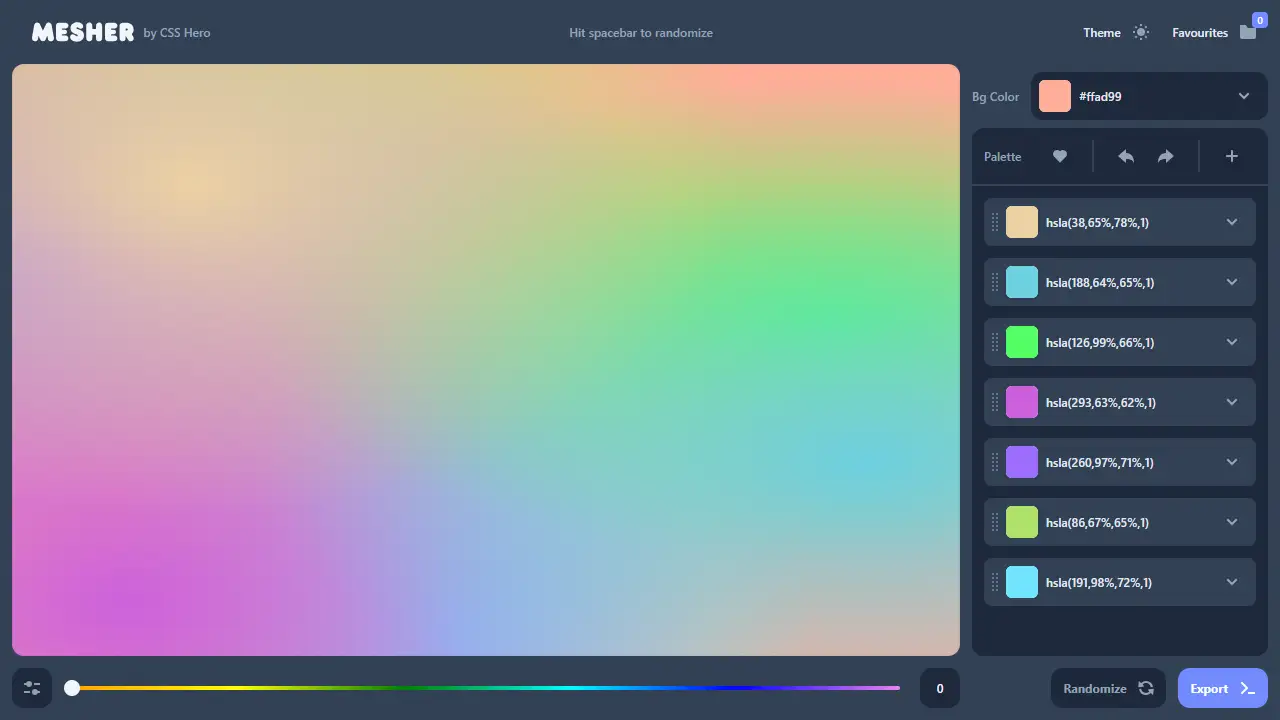 MESHER by CSS Hero
Hit spacebar to randomize
Theme
Favourites
0
Bg Color
#ffad99
Palette
hsla(38,65%,78%,1)
hsla(188,64%,65%,1)
hsla(126,99%,66%,1)
hsla(293,63%,62%,1)
hsla(260,97%,71%,1)
hsla(86,67%,65%,1)
hsla(191,98%,72%,1)
0
Randomize
Export